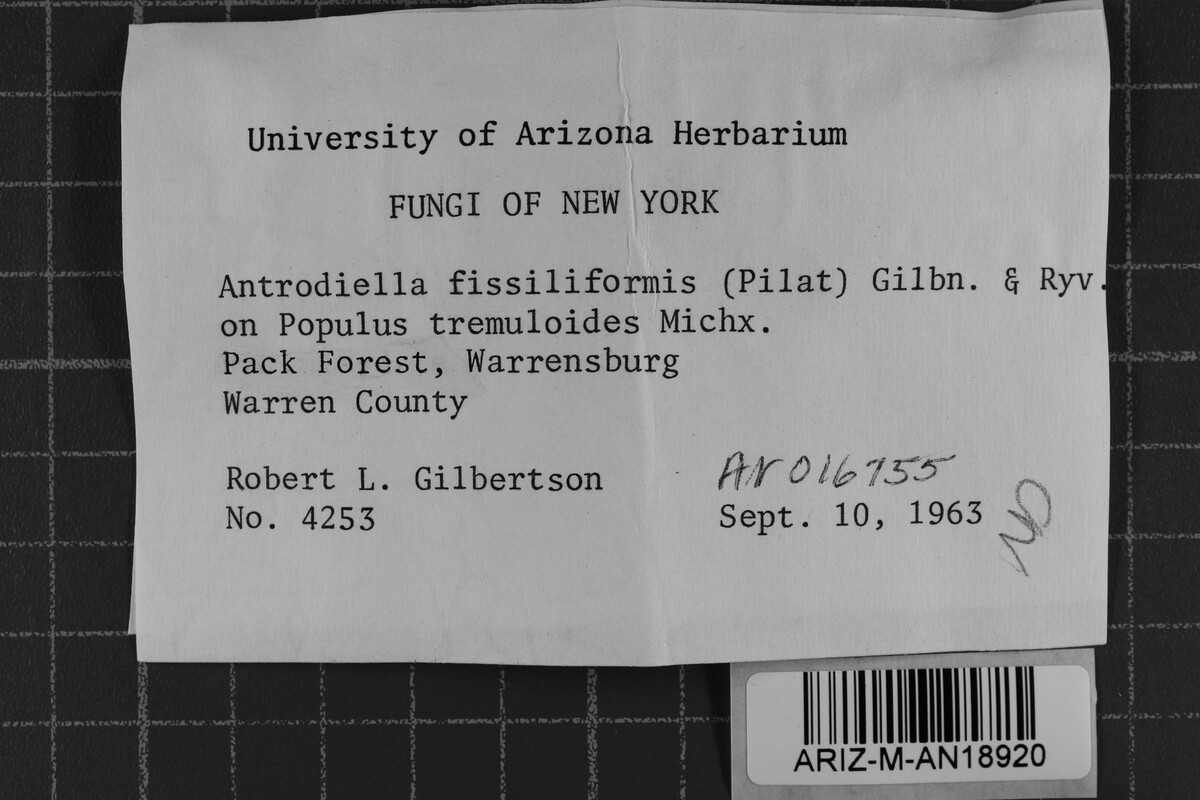 University of Arizona Herbarium
FUNGI OF NEW YORK
Antrodiella fissiliformis (Pilat) Gilbn. & Ryv.
on Populus tremuloides Michx.
Pack Forest, Warrensburg
Warren County
Robert L. Gilbertson
AN016755
No. 4253
Sept. 10, 1963
ARIZ-M-AN18920